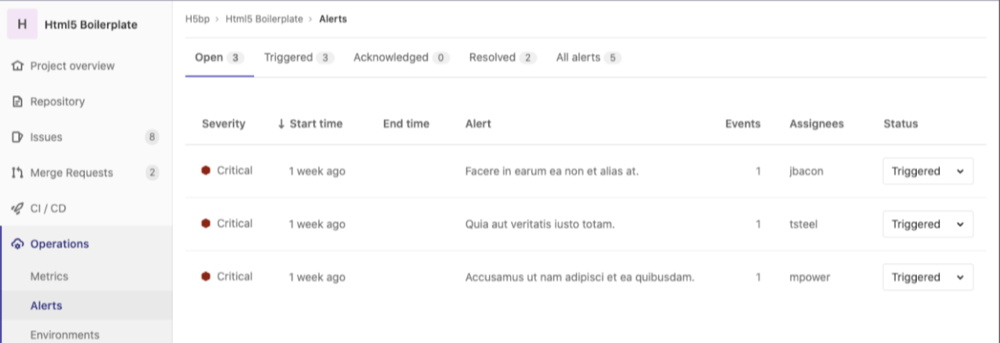 H Html5 Boilerplate
Project overview
Repository
Issues 8
Merge Requests 2
CI / CD
Operations
Metrics
Alerts
Environments
H5bp > Html5 Boilerplate > Alerts
Open 3 Triggered 3 Acknowledged 0 Resolved 2 All alerts 5
Severity ↓ Start time End time Alert Events Assignees Status
Critical 1 week ago Facere in earum ea non et alias at. 1 jbacon Triggered
Critical 1 week ago Quia aut veritatis iusto totam. 1 tsteel Triggered
Critical 1 week ago Accusamus ut nam adipisci et ea quibusdam. 1 mpower Triggered